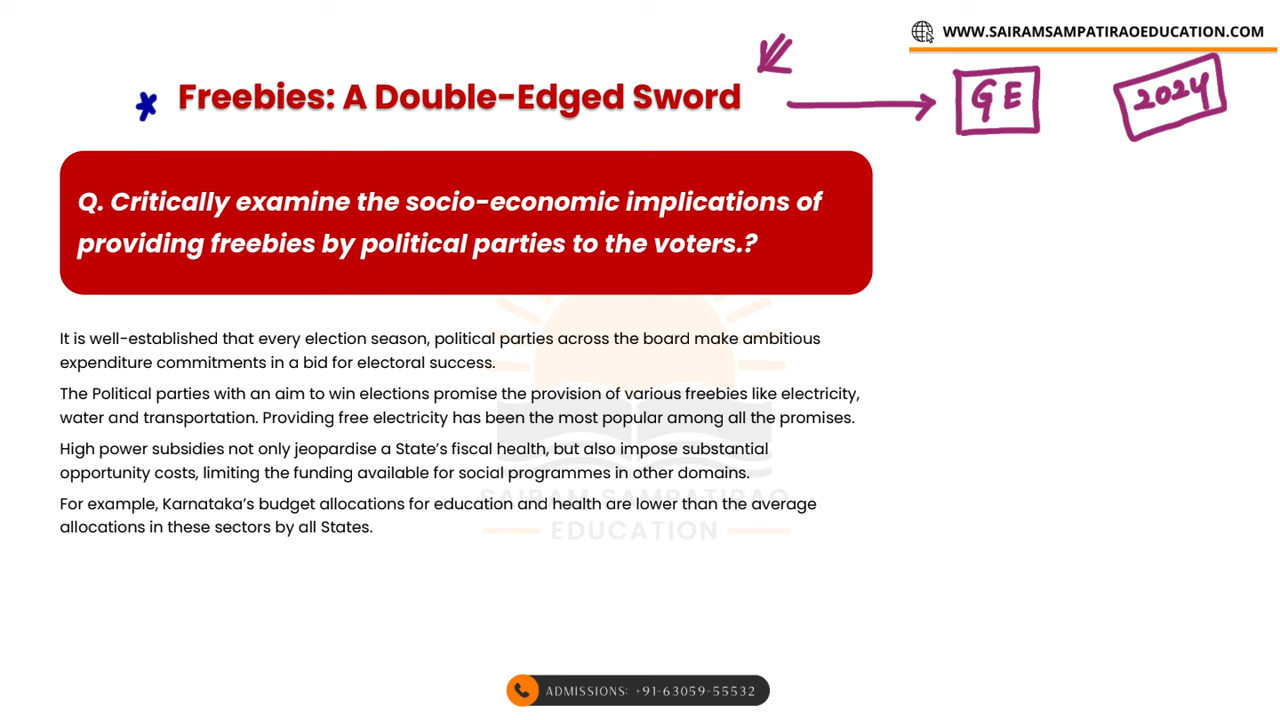 WWW.SAIRAMSAMPATIRAOEDUCATION.COM
* Freebies: A Double-Edged Sword
GE
2024
Q. Critically examine the socio-economic implications of
providing freebies by political parties to the voters.?
It is well-established that every election season, political parties across the board make ambitious
expenditure commitments in a bid for electoral success.
The Political parties with an aim to win elections promise the provision of various freebies like electricity,
water and transportation. Providing free electricity has been the most popular among all the promises.
High power subsidies not only jeopardise a State’s fiscal health, but also impose substantial
opportunity costs, limiting the funding available for social programmes in other domains.
For example, Karnataka’s budget allocations for education and health are lower than the average
allocations in these sectors by all States.
SAIRAM SAMPATIRAO
EDUCATION
ADMISSIONS: +91-63059-55532